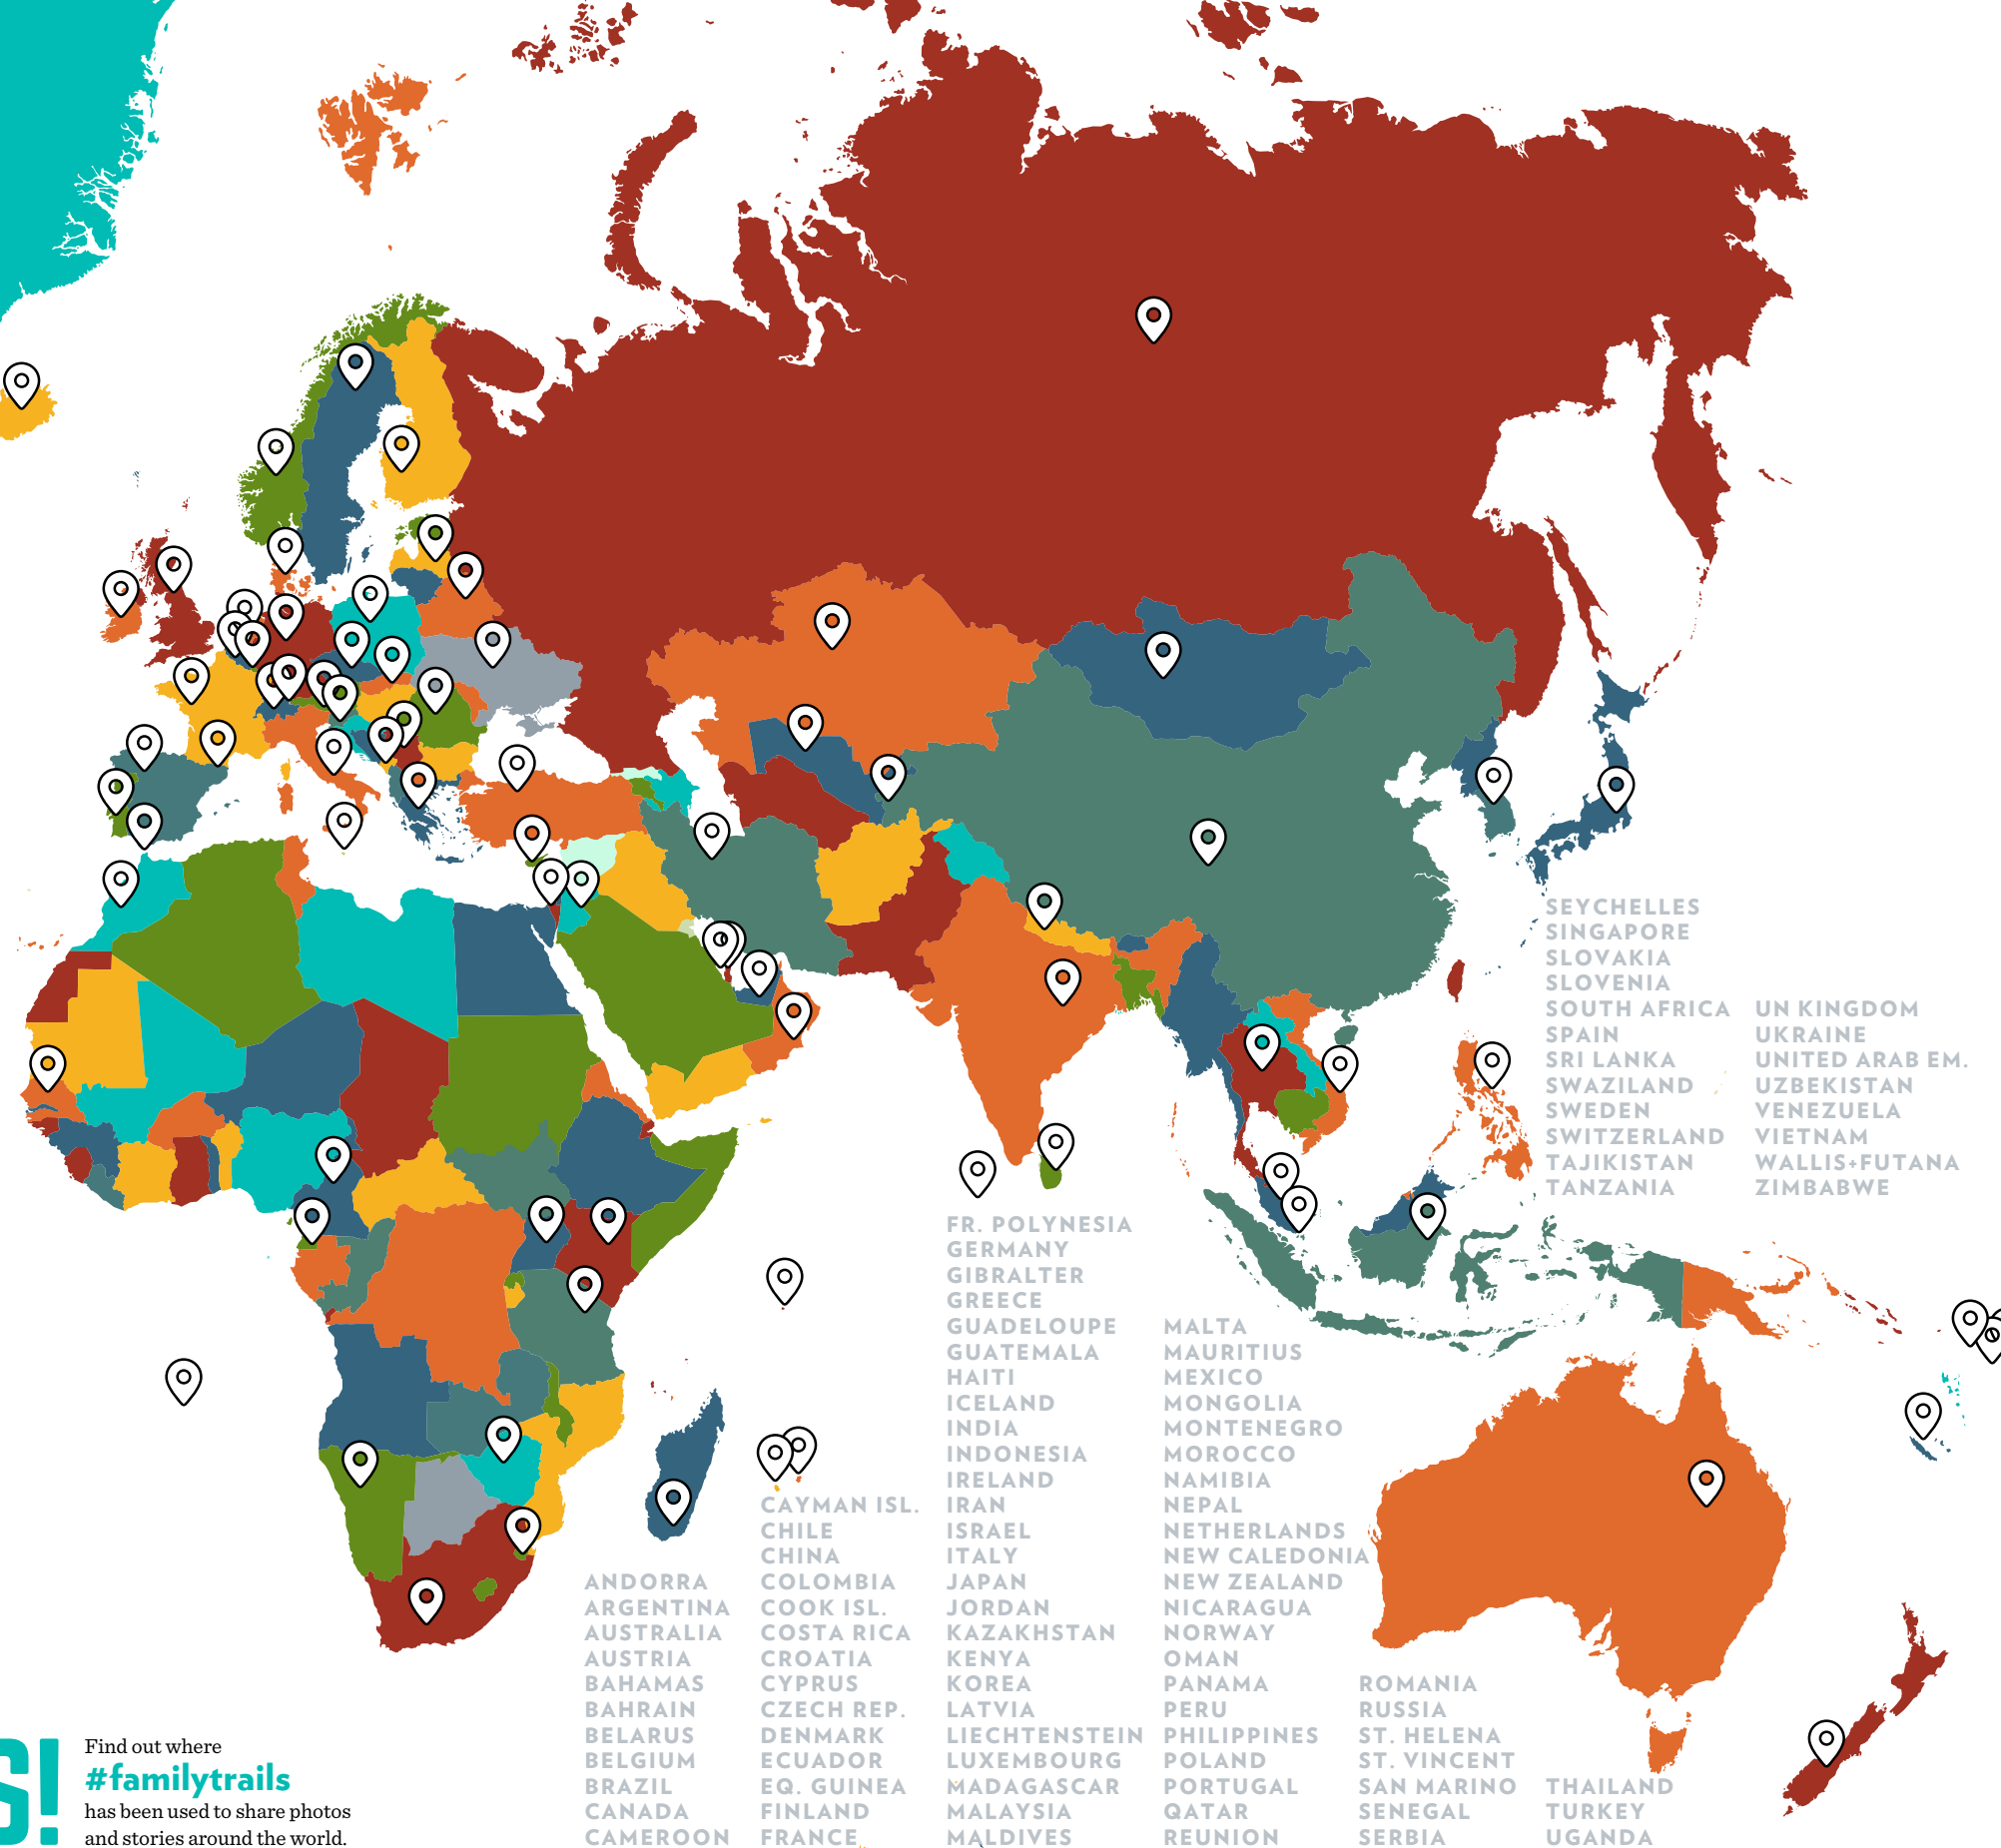 SEYCHELLES
SINGAPORE
SLOVAKIA
SLOVENIA
SOUTH AFRICA
SPAIN
SRI LANKA
SWAZILAND
SWEDEN
SWITZERLAND
TAJIKISTAN
TANZANIA
UN KINGDOM
UKRAINE
UNITED ARAB EM.
UZBEKISTAN
VENEZUELA
VIETNAM
WALLIS+FUTANA
ZIMBABWE
FR. POLYNESIA
GERMANY
GIBRALTER
GREECE
GUADELOUPE
GUATEMALA
HAITI
ICELAND
INDIA
INDONESIA
IRELAND
IRAN
ISRAEL
ITALY
JAPAN
JORDAN
KAZAKHSTAN
KENYA
KOREA
LATVIA
LIECHTENSTEIN
LUXEMBOURG
MADAGASCAR
MALAYSIA
MALDIVES
MALTA
MAURITIUS
MEXICO
MONGOLIA
MONTENEGRO
MOROCCO
NAMIBIA
NEPAL
NETHERLANDS
NEW CALEDONIA
NEW ZEALAND
NICARAGUA
NORWAY
OMAN
PANAMA
PERU
PHILIPPINES
POLAND
PORTUGAL
QATAR
REUNION
CAYMAN ISL.
CHILE
CHINA
COLOMBIA
COOK ISL.
COSTA RICA
CROATIA
CYPRUS
CZECH REP.
DENMARK
ECUADOR
EQ. GUINEA
FINLAND
FRANCE
ANDORRA
ARGENTINA
AUSTRALIA
AUSTRIA
BAHAMAS
BAHRAIN
BELARUS
BELGIUM
BRAZIL
CANADA
CAMEROON
ROMANIA
RUSSIA
ST. HELENA
ST. VINCENT
SAN MARINO
SENEGAL
SERBIA
THAILAND
TURKEY
UGANDA
S!
Find out where
#familytrails
has been used to share photos
and stories around the world.